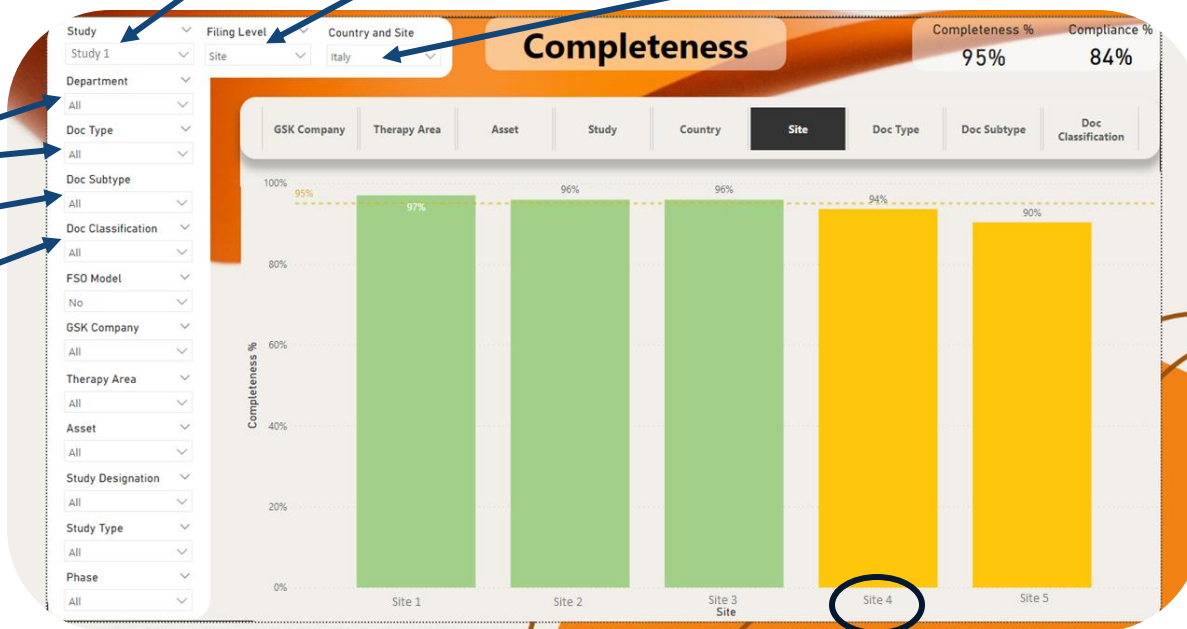 Study
Study 1
Filing Level
Site
Country and Site
Italy
Completeness
Completeness %
95%
Compliance %
84%
Department
All
Doc Type
All
Doc Subtype
All
Doc Classification
All
FSO Model
No
GSK Company
All
Therapy Area
All
Asset
All
Study Designation
All
Study Type
All
Phase
All
GSK Company
Therapy Area
Asset
Study
Country
Site
Doc Type
Doc Subtype
Doc
Classification
100%
80%
60%
40%
20%
0%
Completeness %
95%
97%
96%
96%
94%
90%
Site 1
Site 2
Site 3
Site 4
Site 5
Site